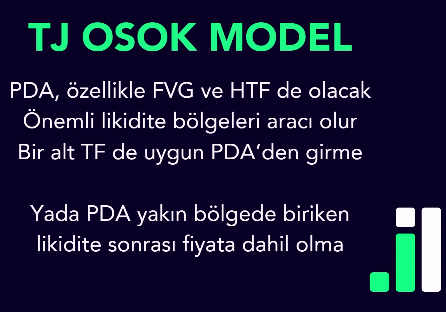 TJ OSOK MODEL
PDA, özellikle FVG ve HTF de olacak
Önemli likidite bölgeleri aracı olur
Bir alt TF de uygun PDA'den girme
Yada PDA yakın bölgede biriken
likidite sonrası fiyata dahil olma